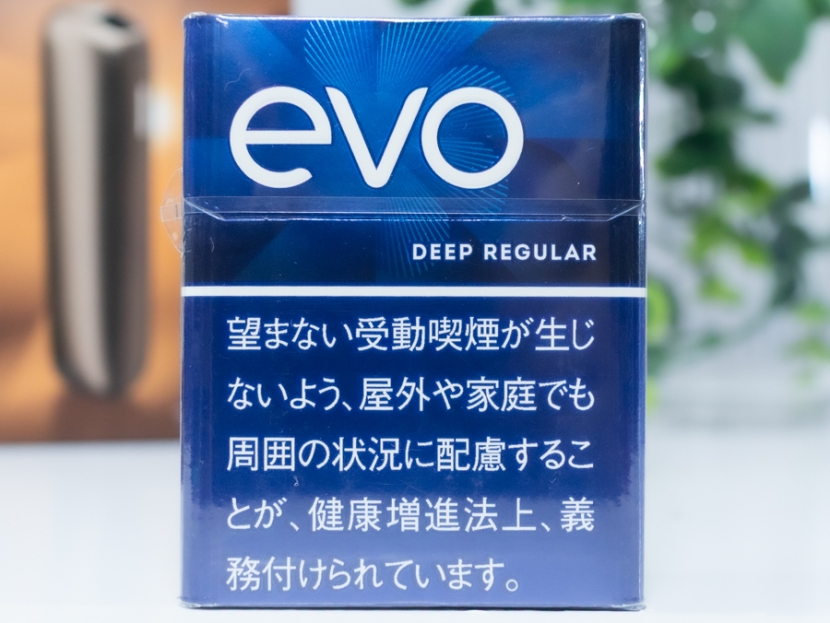 evo
DEEP REGULAR
望まない受動喫煙が生じ
ないよう、屋外や家庭でも
周囲の状況に配慮するこ
とが、健康増進法上、義
務付けられています。